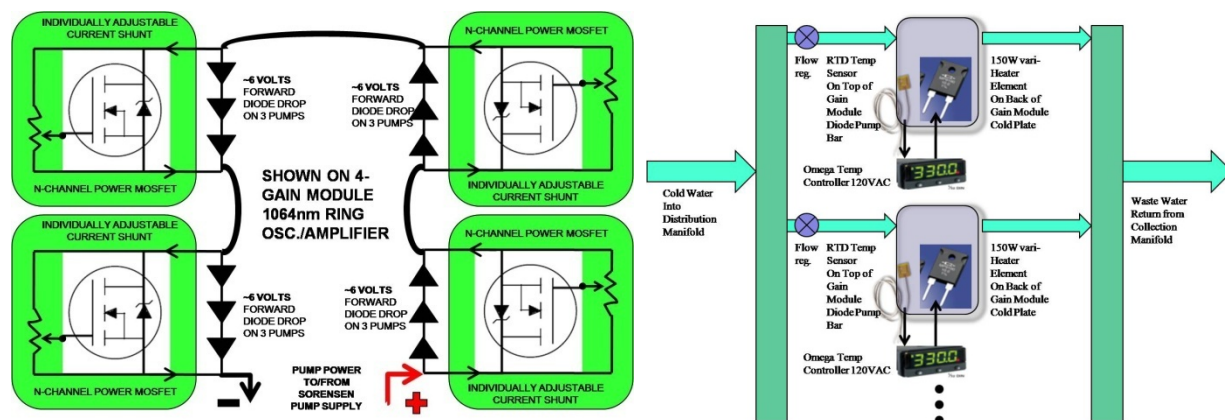 INDIVIDUALLY ADJUSTABLE
CURRENT SHUNT
N-CHANNEL POWER MOSFET
~6 VOLTS
FORWARD
DIODE DROP
ON 3 PUMPS
~6 VOLTS
FORWARD
DIODE DROP
ON 3 PUMPS
N-CHANNEL POWER MOSFET
INDIVIDUALLY ADJUSTABLE
CURRENT SHUNT
SHOWN ON 4-
GAIN MODULE
1064nm RING
OSC./AMPLIFIER
INDIVIDUALLY ADJUSTABLE
CURRENT SHUNT
N-CHANNEL POWER MOSFET
~6 VOLTS
FORWARD
DIODE DROP
ON 3 PUMPS
~6 VOLTS
FORWARD
DIODE DROP
ON 3 PUMPS
N-CHANNEL POWER MOSFET
INDIVIDUALLY ADJUSTABLE
CURRENT SHUNT
PUMP POWER
TO/FROM
SORENSEN
PUMP SUPPLY
Cold Water
Into
Distribution
Manifold
Flow
reg.
RTD Temp
Sensor
On Top of
Gain
Module
Diode Pump
Bar
150W vari-
Heater
Element
On Back of
Gain Module
Cold Plate
Omega Temp
Controller 120VAC
330.0
Flow
reg.
RTD Temp
Sensor
On Top of
Gain
Module
Diode Pump
Bar
150W vari-
Heater
Element
On Back of
Gain Module
Cold Plate
Omega Temp
Controller 120VAC
330.0
Waste Water
Return from
Collection
Manifold